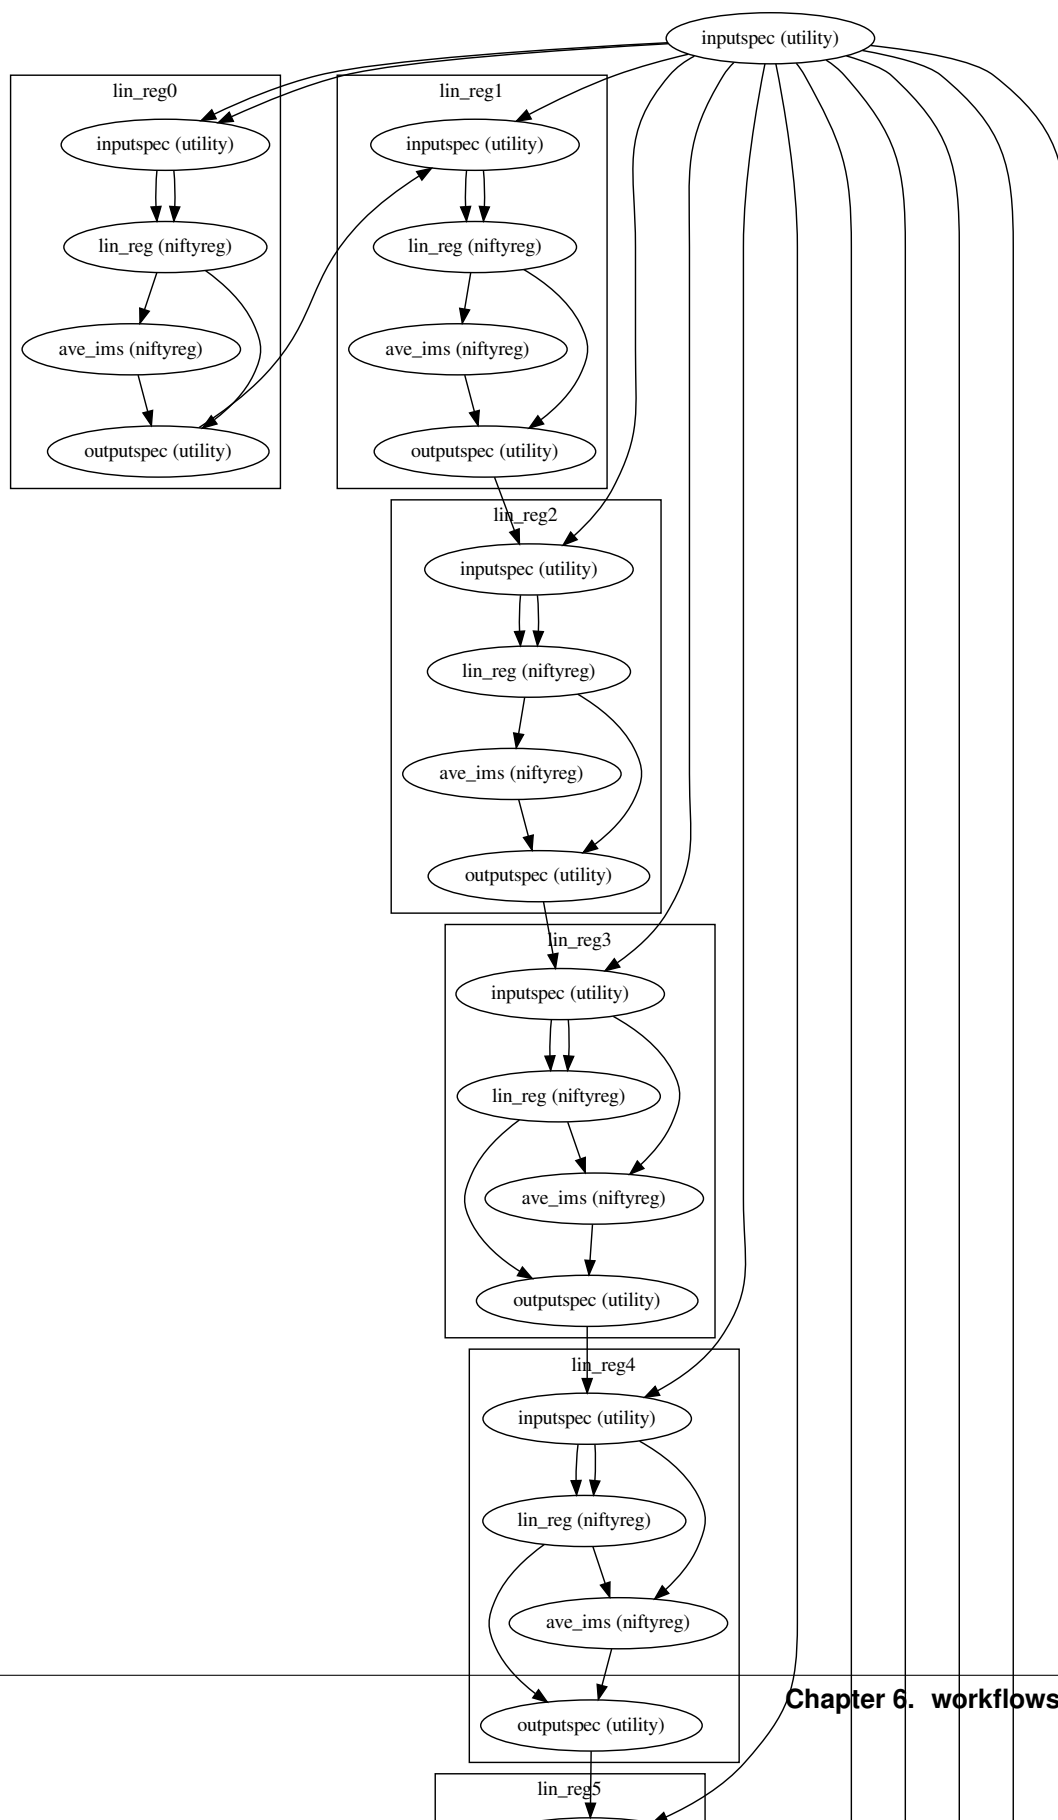 inputspec (utility)
lin_reg0
inputspec (utility)
lin_reg (niftyreg)
ave_ims (niftyreg)
outputspec (utility)
lin_reg1
inputspec (utility)
lin_reg (niftyreg)
ave_ims (niftyreg)
outputspec (utility)
lin_reg2
inputspec (utility)
lin_reg (niftyreg)
ave_ims (niftyreg)
outputspec (utility)
lin_reg3
inputspec (utility)
lin_reg (niftyreg)
ave_ims (niftyreg)
outputspec (utility)
lin_reg4
inputspec (utility)
lin_reg (niftyreg)
ave_ims (niftyreg)
outputspec (utility)
Chapter 6. workflows
lin_reg5